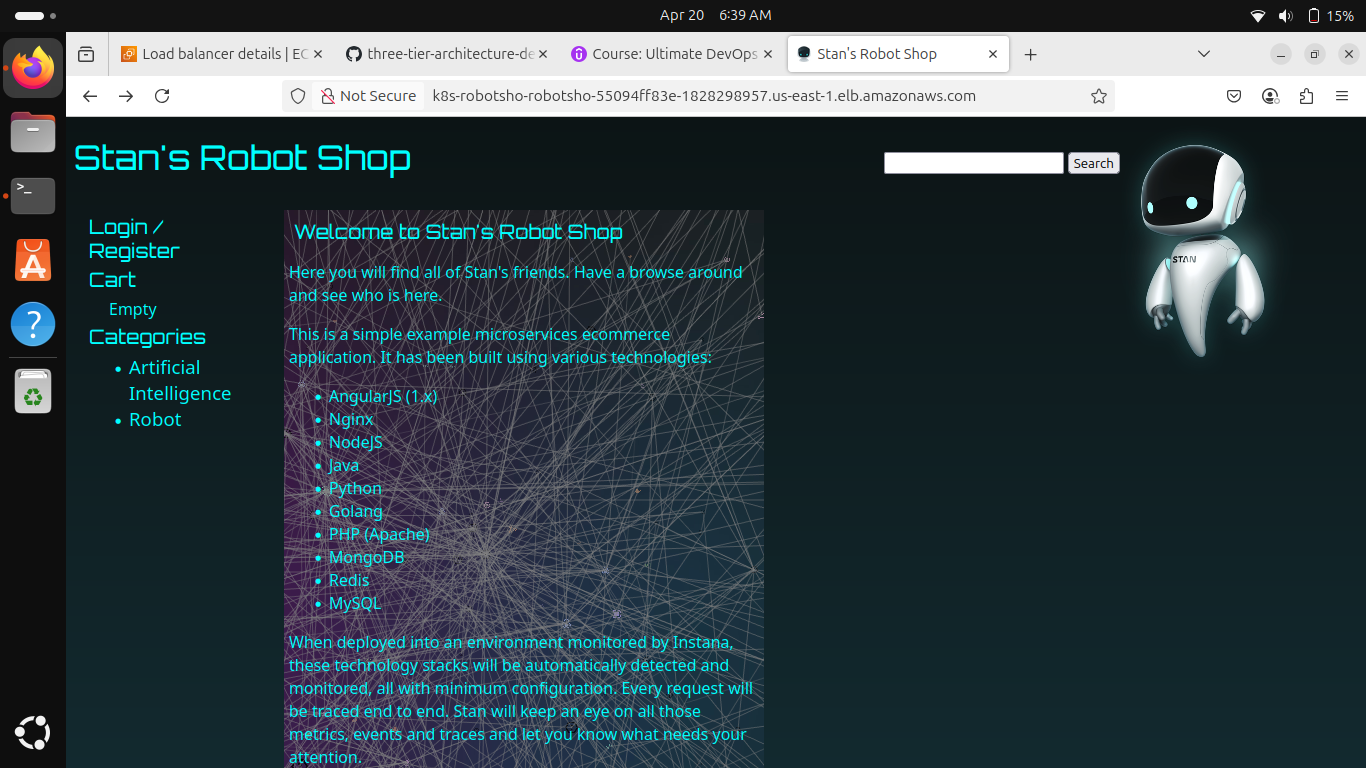 Apr 20 6:39 AM
15%
Load balancer details | EC
three-tier-architecture-de
Course: Ultimate DevOps
Stan's Robot Shop
Not Secure
k8s-robotsho-robotsho-55094ff83e-1828298957.us-east-1.elb.amazonaws.com
Stan's Robot Shop
Search
STAN
Login /
Register
Cart
Empty
Categories
Artificial
Intelligence
Robot
Welcome to Stan's Robot Shop
Here you will find all of Stan's friends. Have a browse around
and see who is here.
This is a simple example microservices ecommerce
application. It has been built using various technologies:
AngularJS (1.x)
Nginx
NodeJS
Java
Python
Golang
PHP (Apache)
MongoDB
Redis
MySQL
When deployed into an environment monitored by Instana,
these technology stacks will be automatically detected and
monitored, all with minimum configuration. Every request will
be traced end to end. Stan will keep an eye on all those
metrics, events and traces and let you know what needs your
attention.